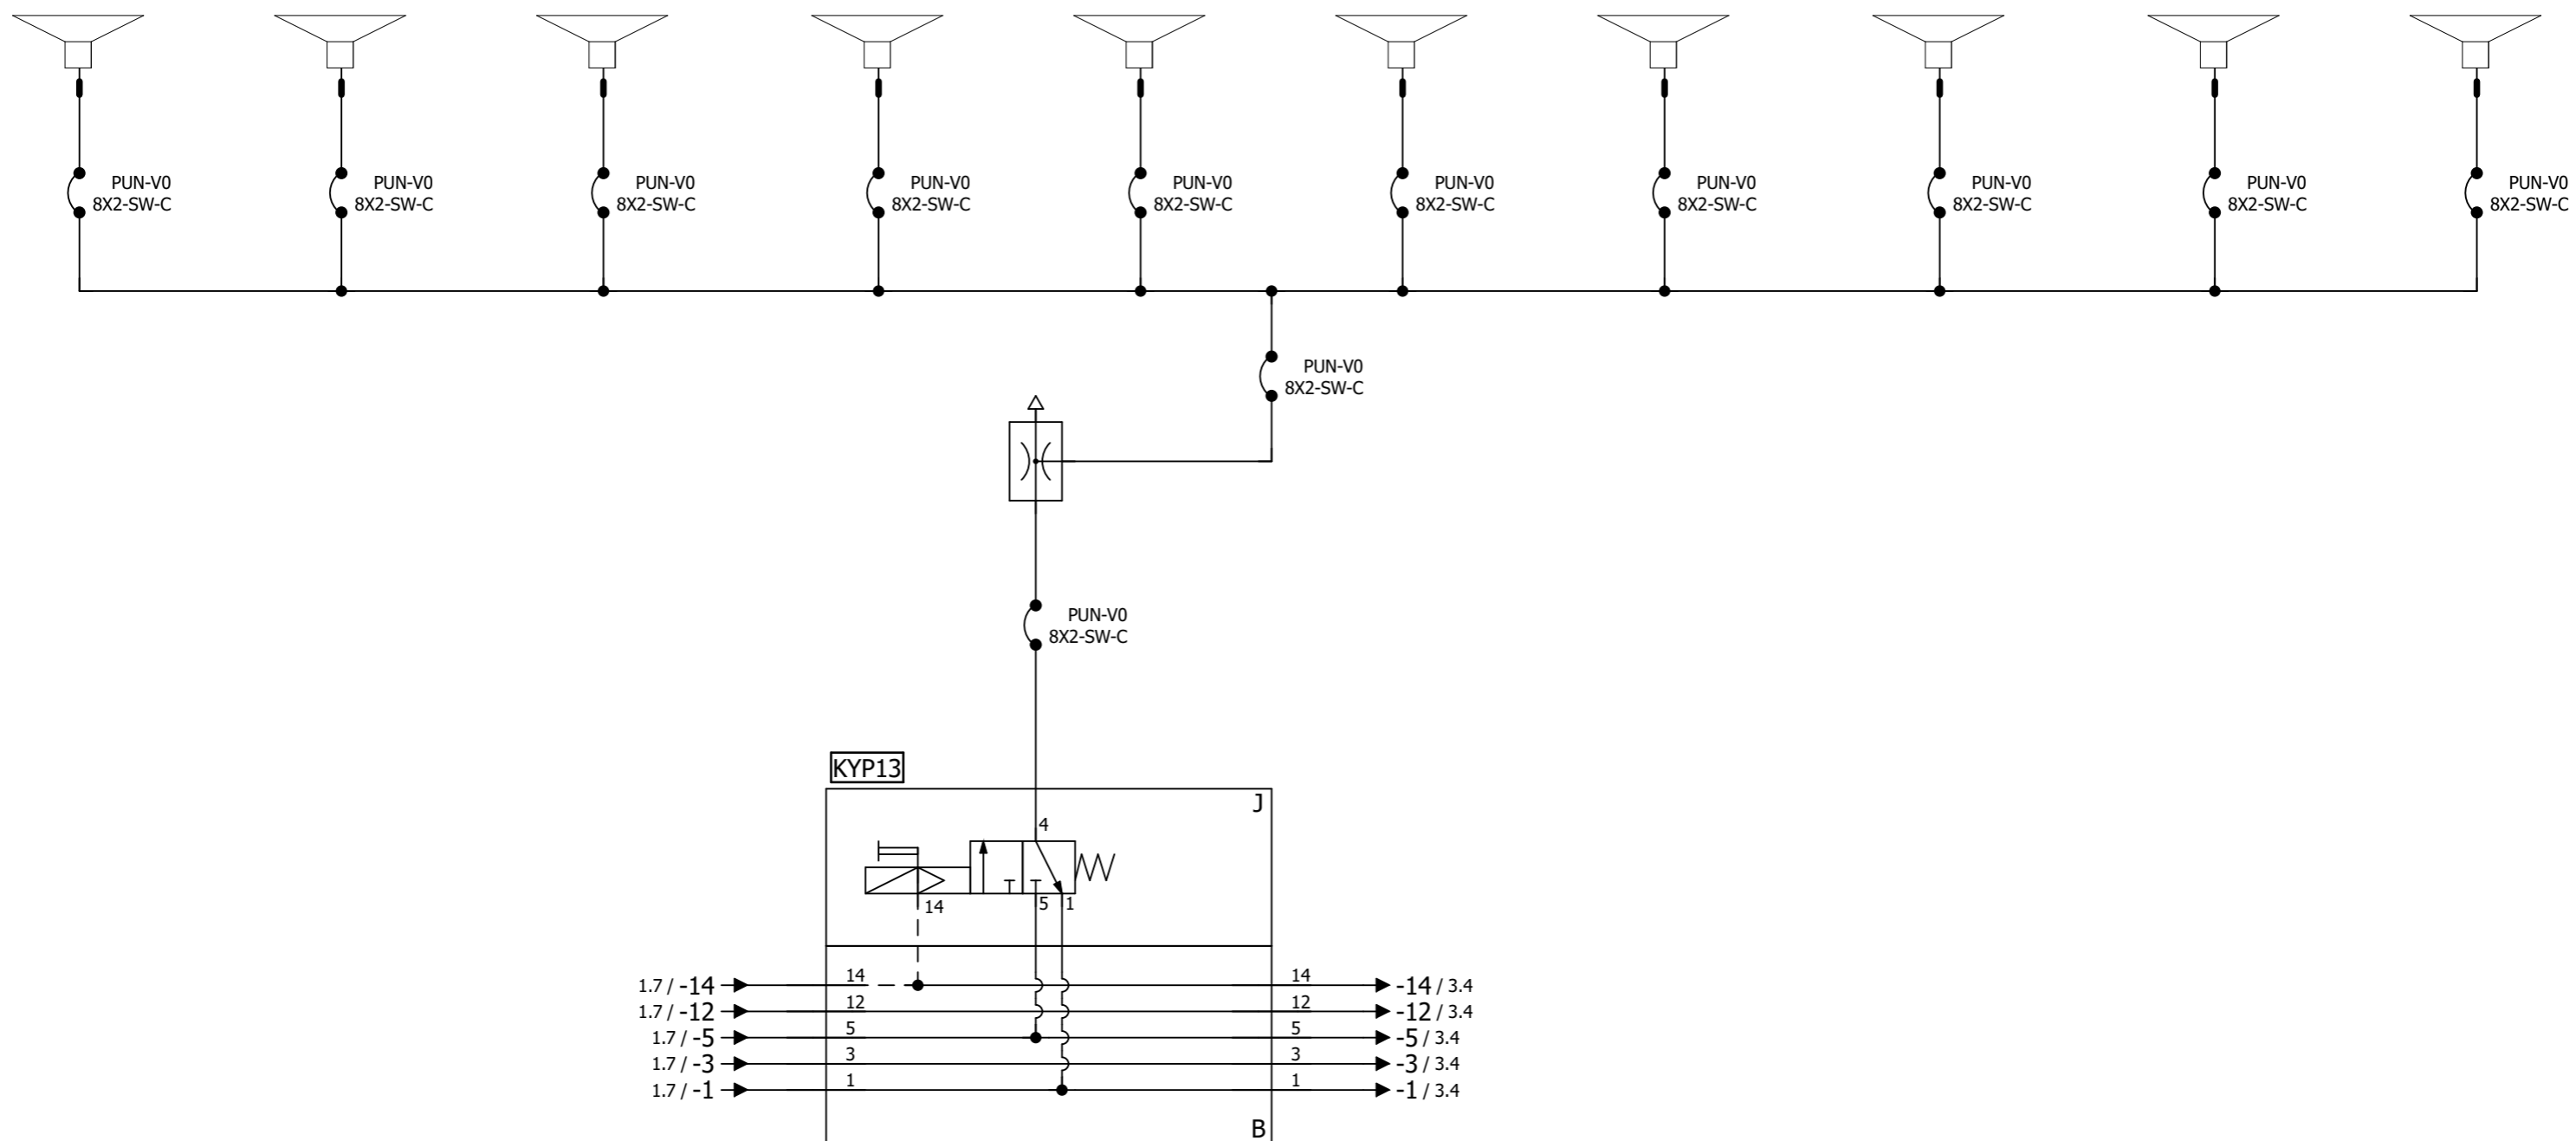 PUN-V0
8X2-SW-C
PUN-V0
8X2-SW-C
PUN-V0
8X2-SW-C
PUN-V0
8X2-SW-C
PUN-V0
8X2-SW-C
PUN-V0
8X2-SW-C
PUN-V0
8X2-SW-C
PUN-V0
8X2-SW-C
PUN-V0
8X2-SW-C
PUN-V0
8X2-SW-C
PUN-V0
8X2-SW-C
PUN-V0
8X2-SW-C
KYP13
J
4
14
5
1
1.7 / -14
14
14
-14 / 3.4
1.7 / -12
12
12
-12 / 3.4
1.7 / -5
5
5
-5 / 3.4
1.7 / -3
3
3
-3 / 3.4
1.7 / -1
1
1
-1 / 3.4
B